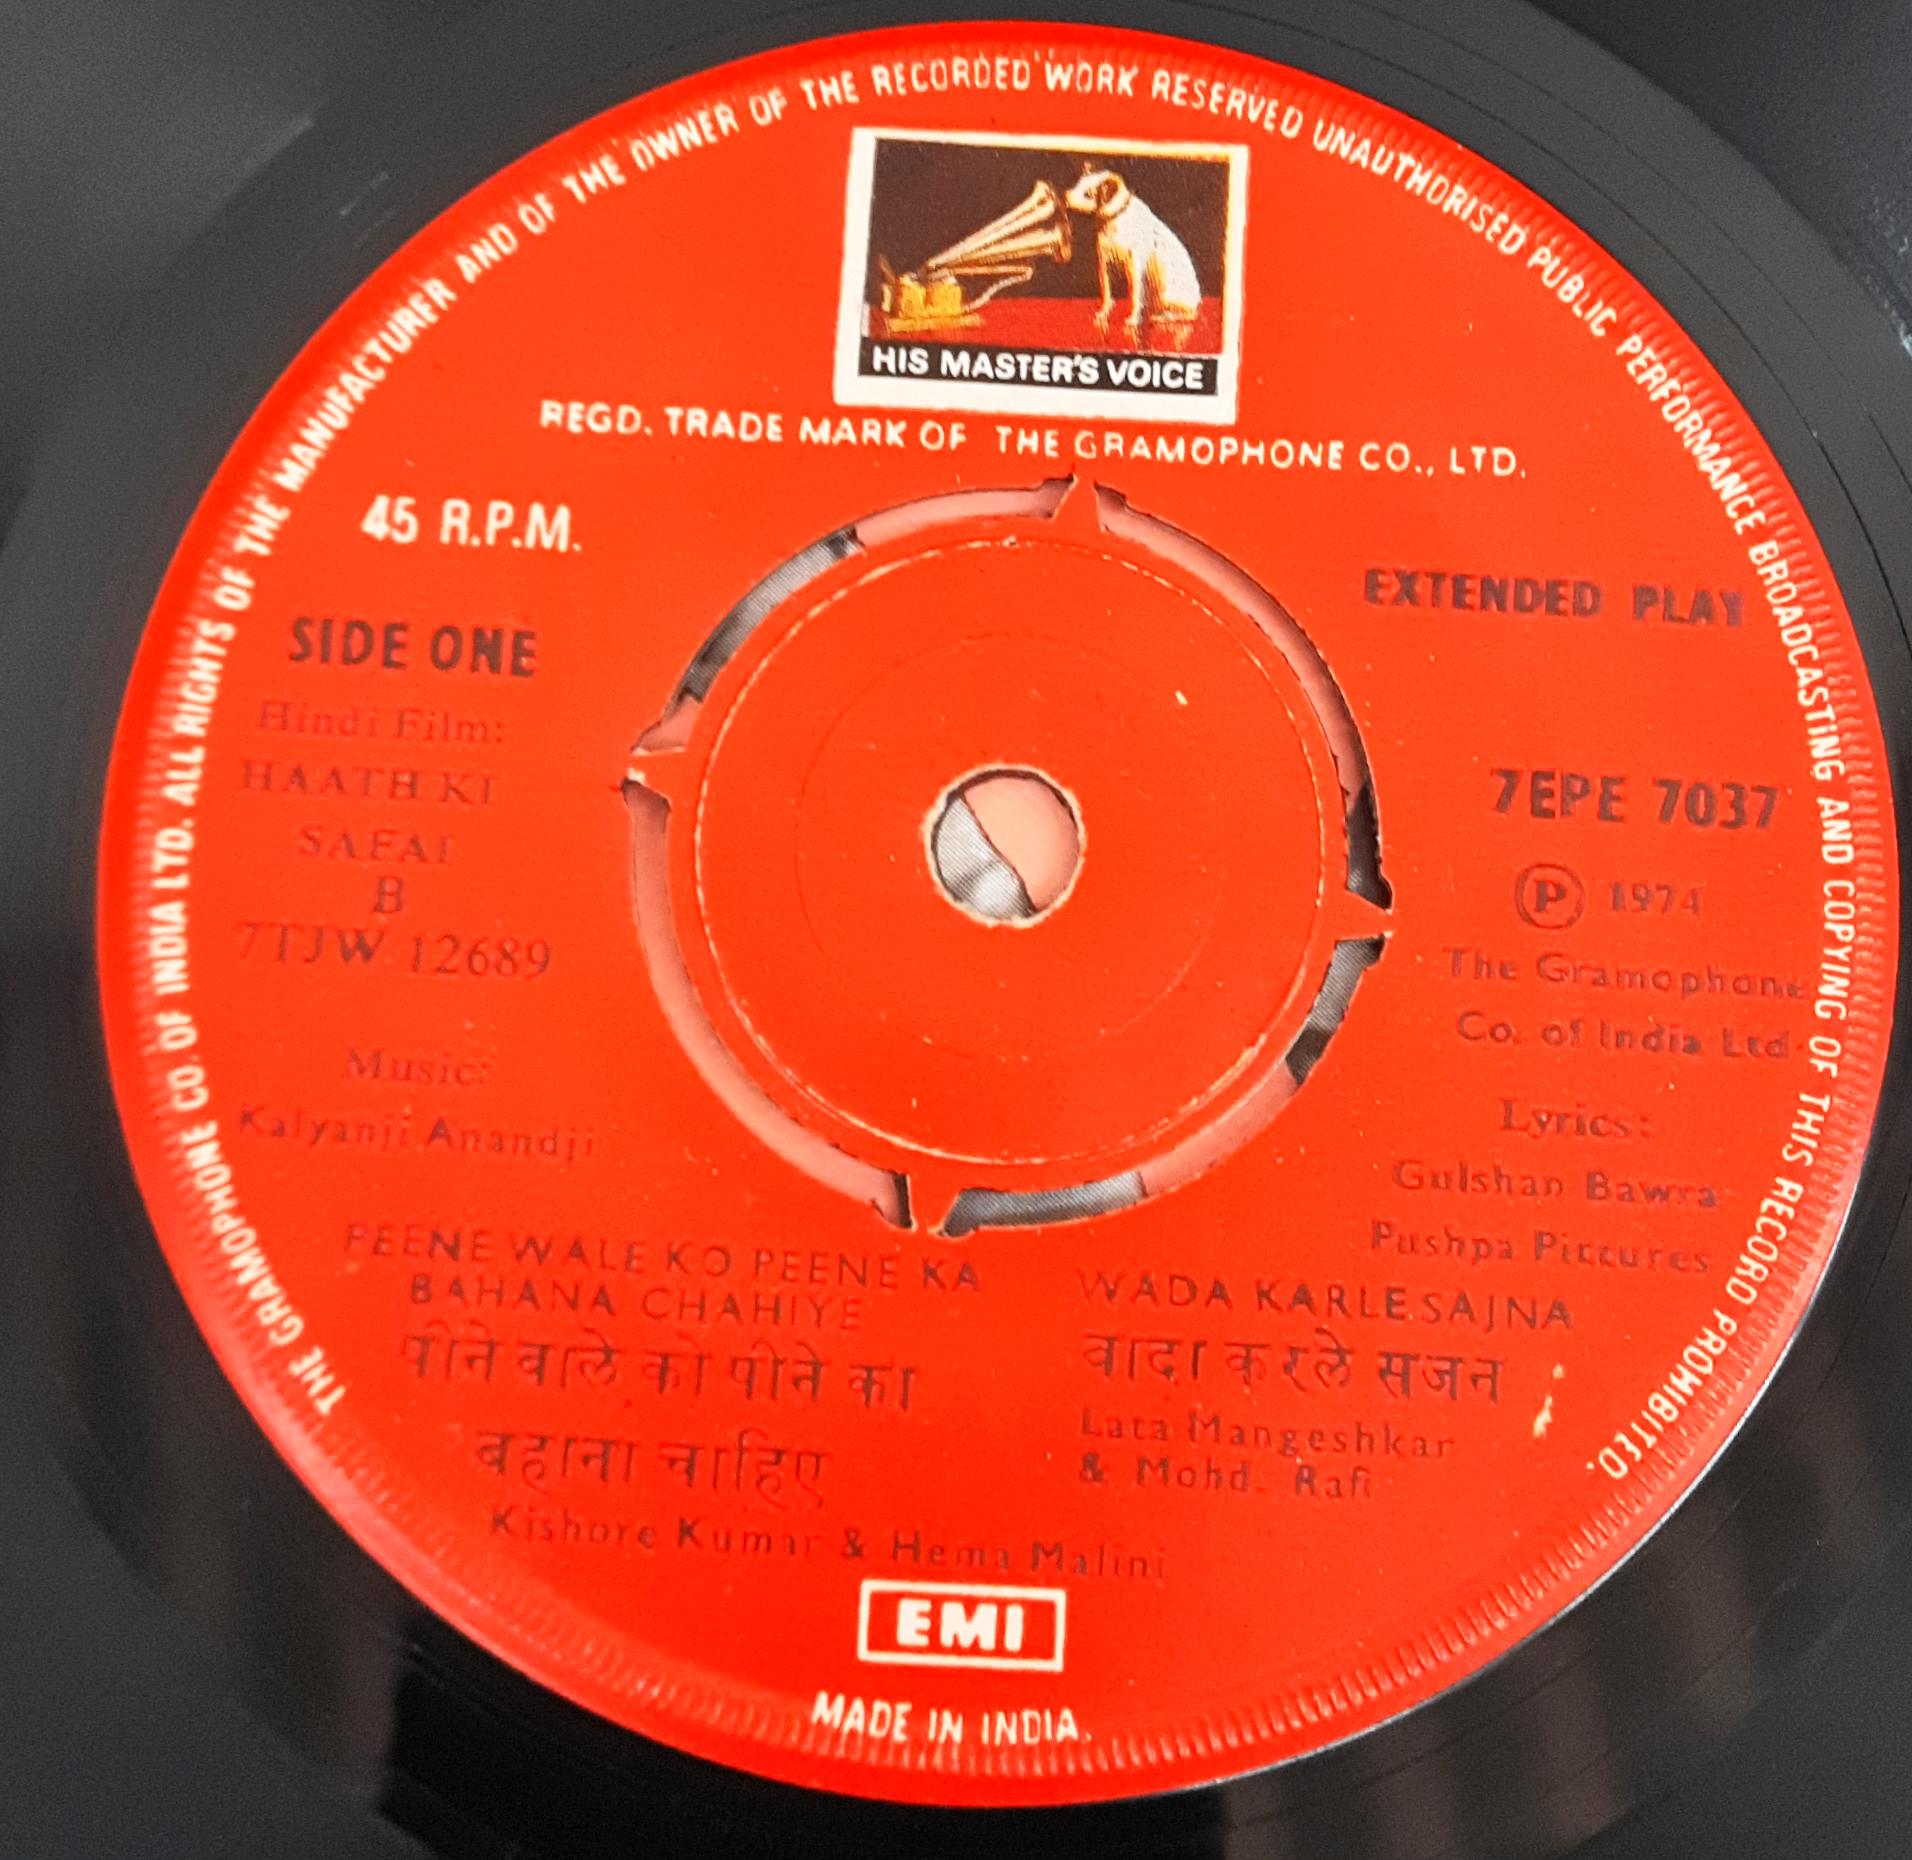 THE GRAMOPHONE CO. OF INDIA LTD. ALL RIGHTS OF THE MANUFACTURER AND OF THE OWNER OF THE RECORDED WORK RESERVED UNAUTHORISED PUBLIC PERFORMANCE BROADCASTING AND COPYING OF THIS RECORD PROHIBITED.
HIS MASTER'S VOICE
REGD. TRADE MARK OF THE GRAMOPHONE CO., LTD.
45 R.P.M.
SIDE ONE
Hindi Film:
HAATH KI
SAFAI
B
7TJW 12689
Music:
Kalyanji Anandji
EXTENDED PLAY
7EPE 7037
Ⓟ 1974
The Gramophone
Co. of India Ltd.
Lyrics:
Gulshan Bawra
Pushpa Pictures
PEENE WALE KO PEENE KA
BAHANA CHAHIYE
पीने वाले को पीने का
बहाना चाहिए
Kishore Kumar & Hema Malini
WADA KARLE SAJNA
वादा करले सजन
Lata Mangeshkar
& Mohd. Rafi
EMI
MADE IN INDIA.